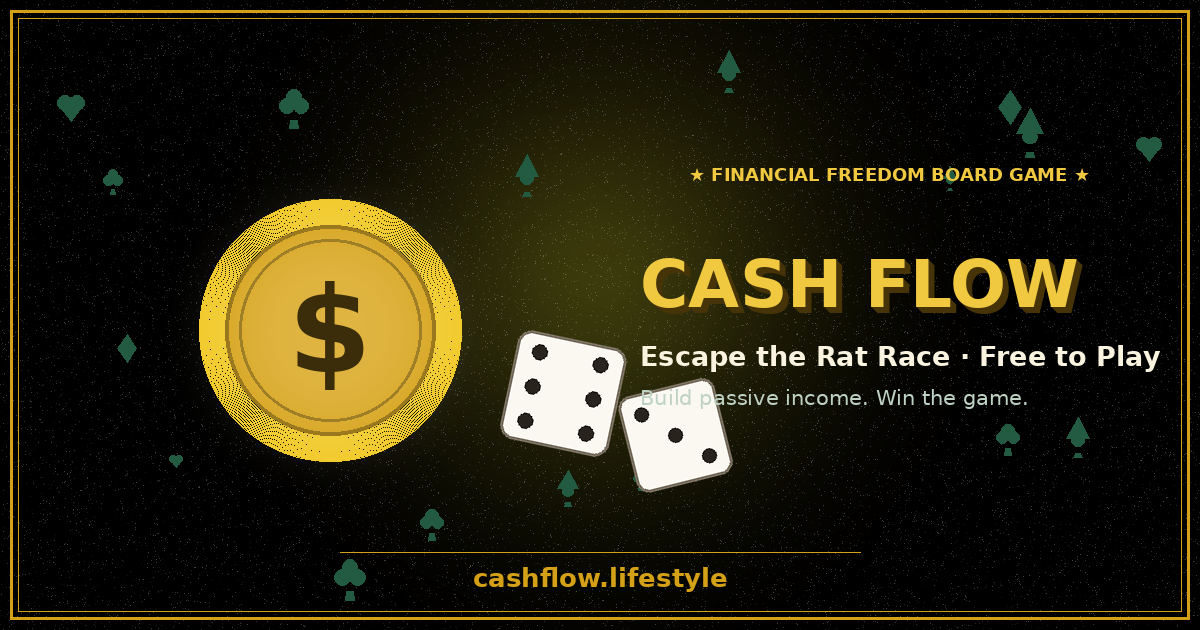 ★ FINANCIAL FREEDOM BOARD GAME ★
$
CASH FLOW
Escape the Rat Race · Free to Play
Build passive income. Win the game.
cashflow.lifestyle